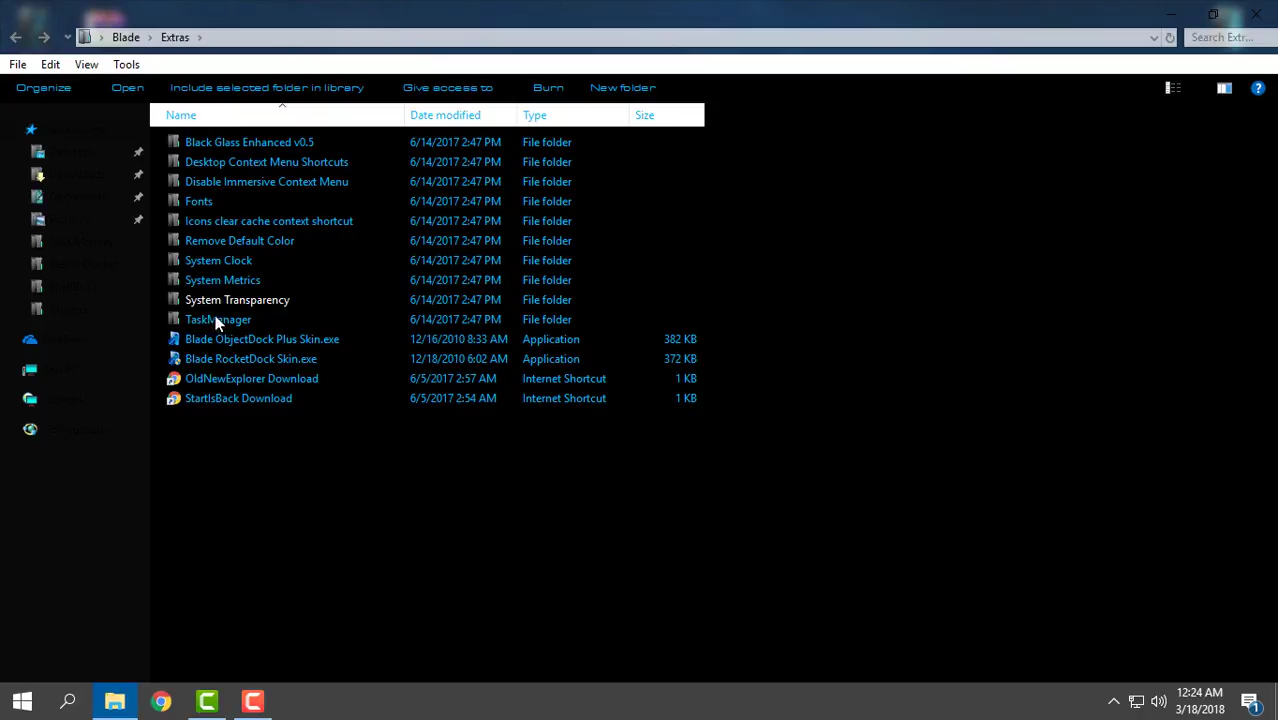 Blade > Extras >
Search Extr...
File Edit View Tools
Organize Open Include selected folder in library Give access to Burn New folder
Name Date modified Type Size
Black Glass Enhanced v0.5 6/14/2017 2:47 PM File folder
Desktop Context Menu Shortcuts 6/14/2017 2:47 PM File folder
Disable Immersive Context Menu 6/14/2017 2:47 PM File folder
Fonts 6/14/2017 2:47 PM File folder
Icons clear cache context shortcut 6/14/2017 2:47 PM File folder
Remove Default Color 6/14/2017 2:47 PM File folder
System Clock 6/14/2017 2:47 PM File folder
System Metrics 6/14/2017 2:47 PM File folder
System Transparency 6/14/2017 2:47 PM File folder
TaskManager 6/14/2017 2:47 PM File folder
Blade ObjectDock Plus Skin.exe 12/16/2010 8:33 AM Application 382 KB
Blade RocketDock Skin.exe 12/18/2010 6:02 AM Application 372 KB
OldNewExplorer Download 6/5/2017 2:57 AM Internet Shortcut 1 KB
StartIsBack Download 6/5/2017 2:54 AM Internet Shortcut 1 KB
12:24 AM
3/18/2018
1